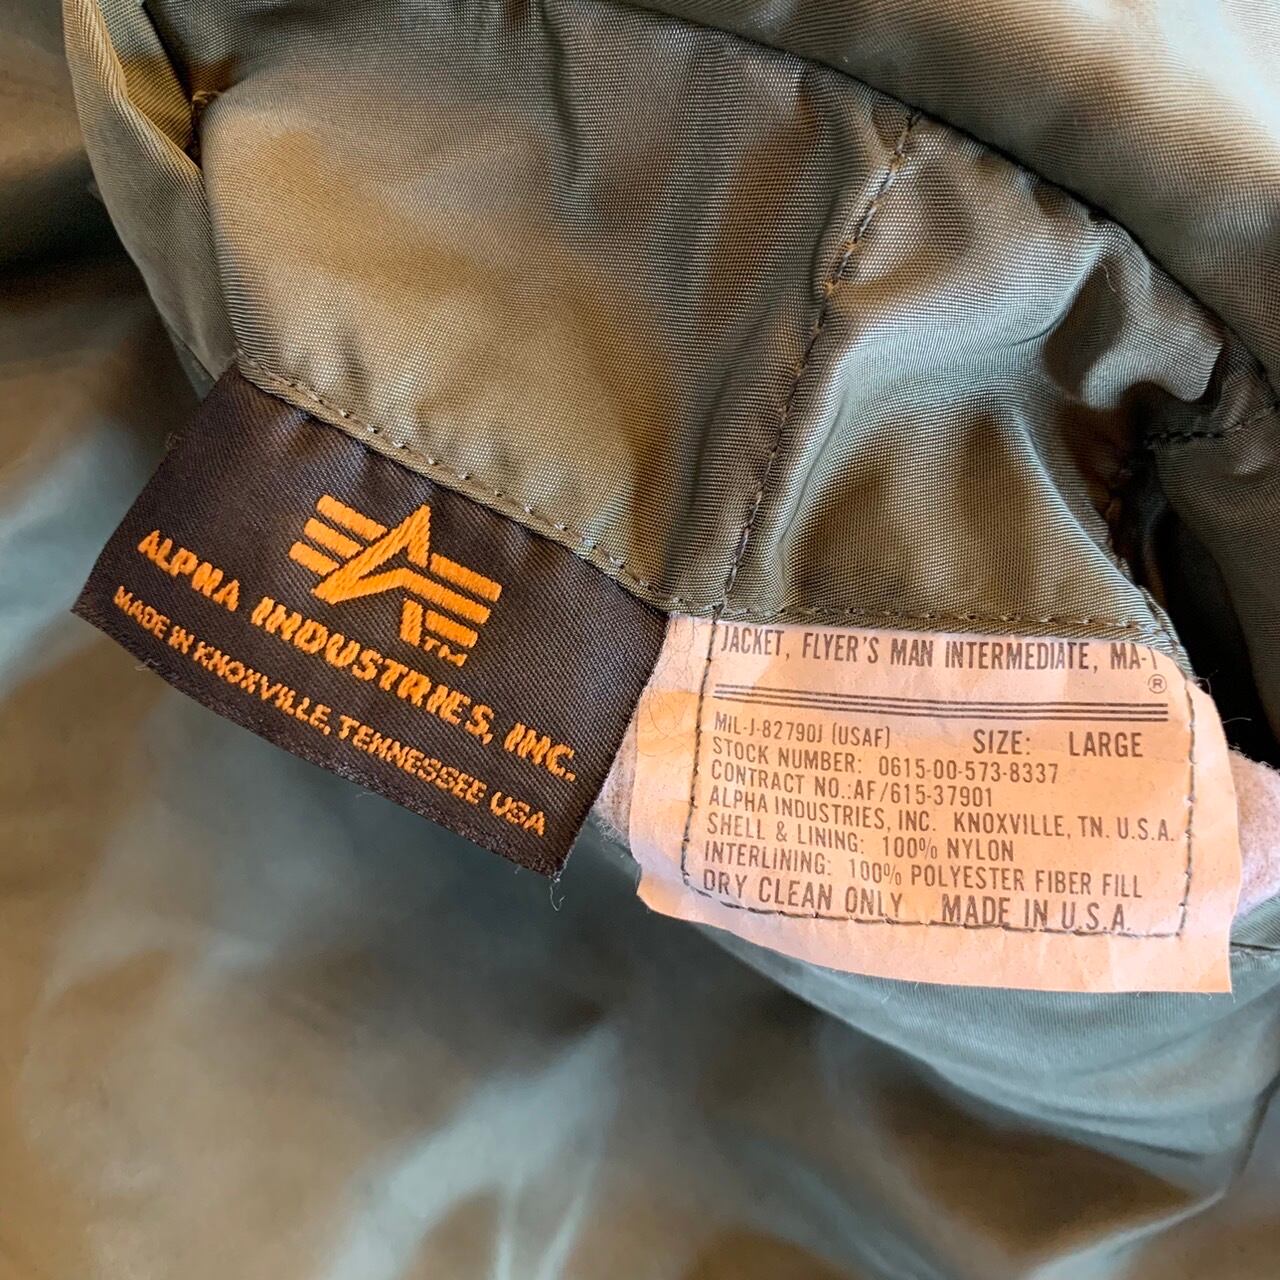 ALPHA INDUSTRIES, INC.
MADE IN KNOXVILLE, TENNESSEE USA
TM
JACKET, FLYER'S MAN INTERMEDIATE, MA-1
®
MIL-J-82790J (USAF) SIZE: LARGE
STOCK NUMBER: 0615-00-573-8337
CONTRACT NO.:AF/615-37901
ALPHA INDUSTRIES, INC. KNOXVILLE, TN. U.S.A.
SHELL & LINING: 100% NYLON
INTERLINING: 100% POLYESTER FIBER FILL
DRY CLEAN ONLY MADE IN U.S.A.